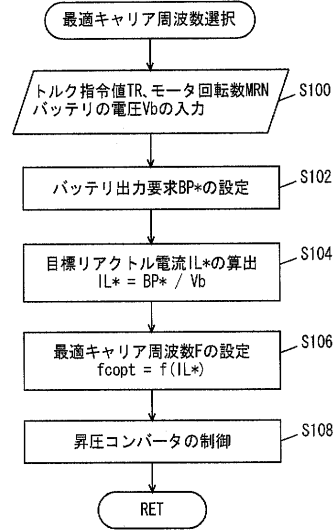 最適キャリア周波数選択
トルク指令値TR、モータ回転数MRN
バッテリの電圧Vbの入力
S100
バッテリ出力要求BP*の設定
S102
目標リアクトル電流IL*の算出
IL* = BP* / Vb
S104
最適キャリア周波数Fの設定
fcopt = f(IL*)
S106
昇圧コンバータの制御
S108
RET